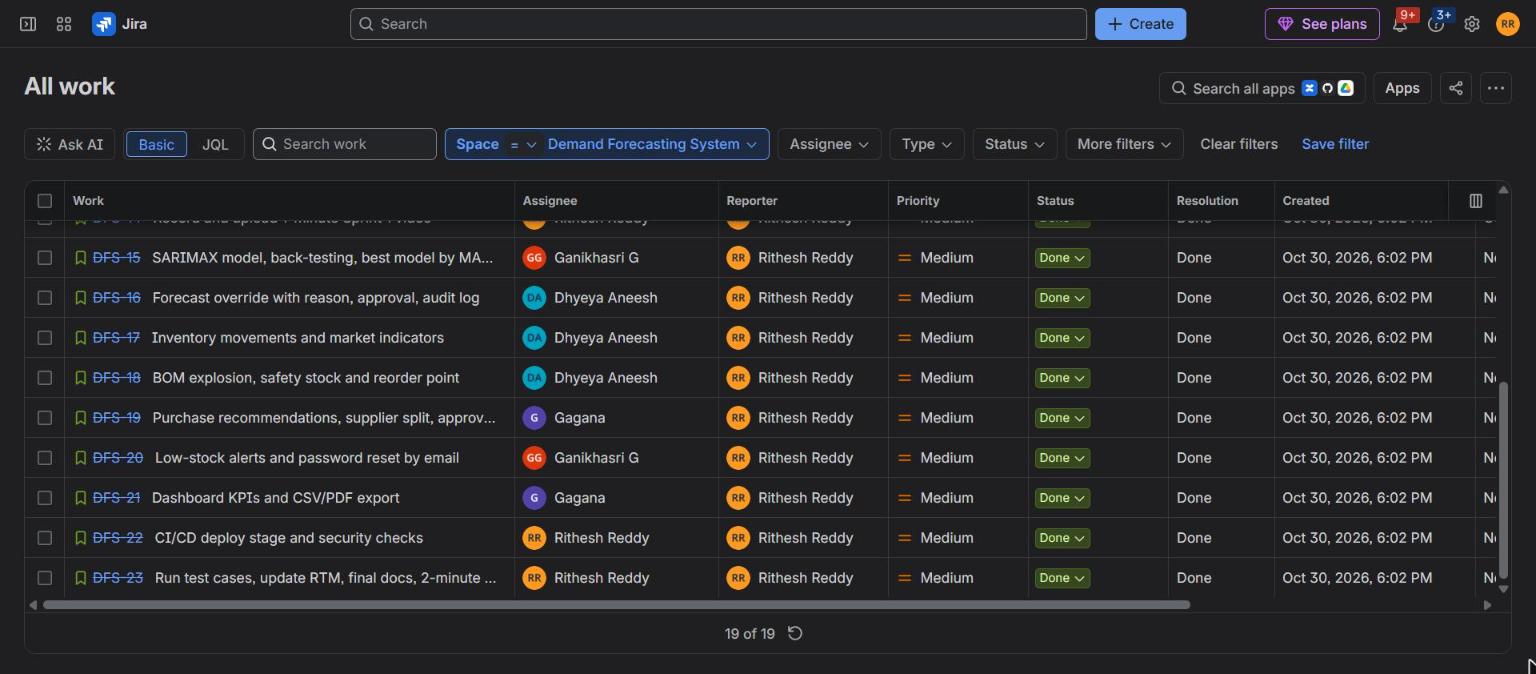 Jira
Search
+ Create
See plans
9+
3+
RR
All work
Search all apps
Apps
Ask AI
Basic
JQL
Search work
Space = Demand Forecasting System
Assignee
Type
Status
More filters
Clear filters
Save filter
Work Assignee Reporter Priority Status Resolution Created
DFS-15 SARIMAX model, back-testing, best model by MA... GG Ganikhasri G RR Rithesh Reddy Medium Done Done Oct 30, 2026, 6:02 PM
DFS-16 Forecast override with reason, approval, audit log DA Dhyeya Aneesh RR Rithesh Reddy Medium Done Done Oct 30, 2026, 6:02 PM
DFS-17 Inventory movements and market indicators DA Dhyeya Aneesh RR Rithesh Reddy Medium Done Done Oct 30, 2026, 6:02 PM
DFS-18 BOM explosion, safety stock and reorder point DA Dhyeya Aneesh RR Rithesh Reddy Medium Done Done Oct 30, 2026, 6:02 PM
DFS-19 Purchase recommendations, supplier split, approv... G Gagana RR Rithesh Reddy Medium Done Done Oct 30, 2026, 6:02 PM
DFS-20 Low-stock alerts and password reset by email GG Ganikhasri G RR Rithesh Reddy Medium Done Done Oct 30, 2026, 6:02 PM
DFS-21 Dashboard KPIs and CSV/PDF export G Gagana RR Rithesh Reddy Medium Done Done Oct 30, 2026, 6:02 PM
DFS-22 CI/CD deploy stage and security checks RR Rithesh Reddy RR Rithesh Reddy Medium Done Done Oct 30, 2026, 6:02 PM
DFS-23 Run test cases, update RTM, final docs, 2-minute ... RR Rithesh Reddy RR Rithesh Reddy Medium Done Done Oct 30, 2026, 6:02 PM
19 of 19